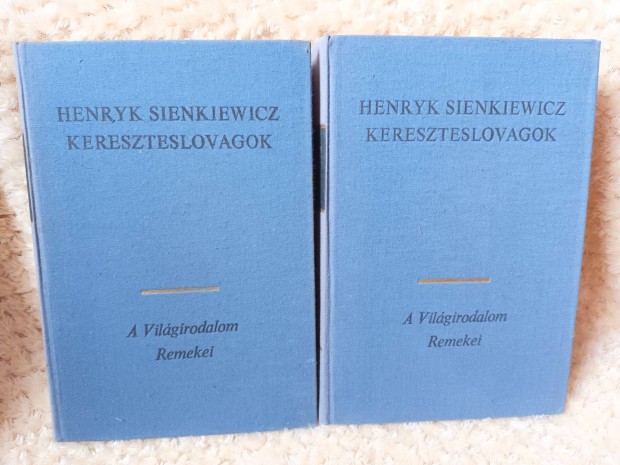 HENRYK SIENKIEWICZ
KERESZTESLOVAGOK
A Világirodalom
Remekei
HENRYK SIENKIEWICZ
KERESZTESLOVAGOK
A Világirodalom
Remekei